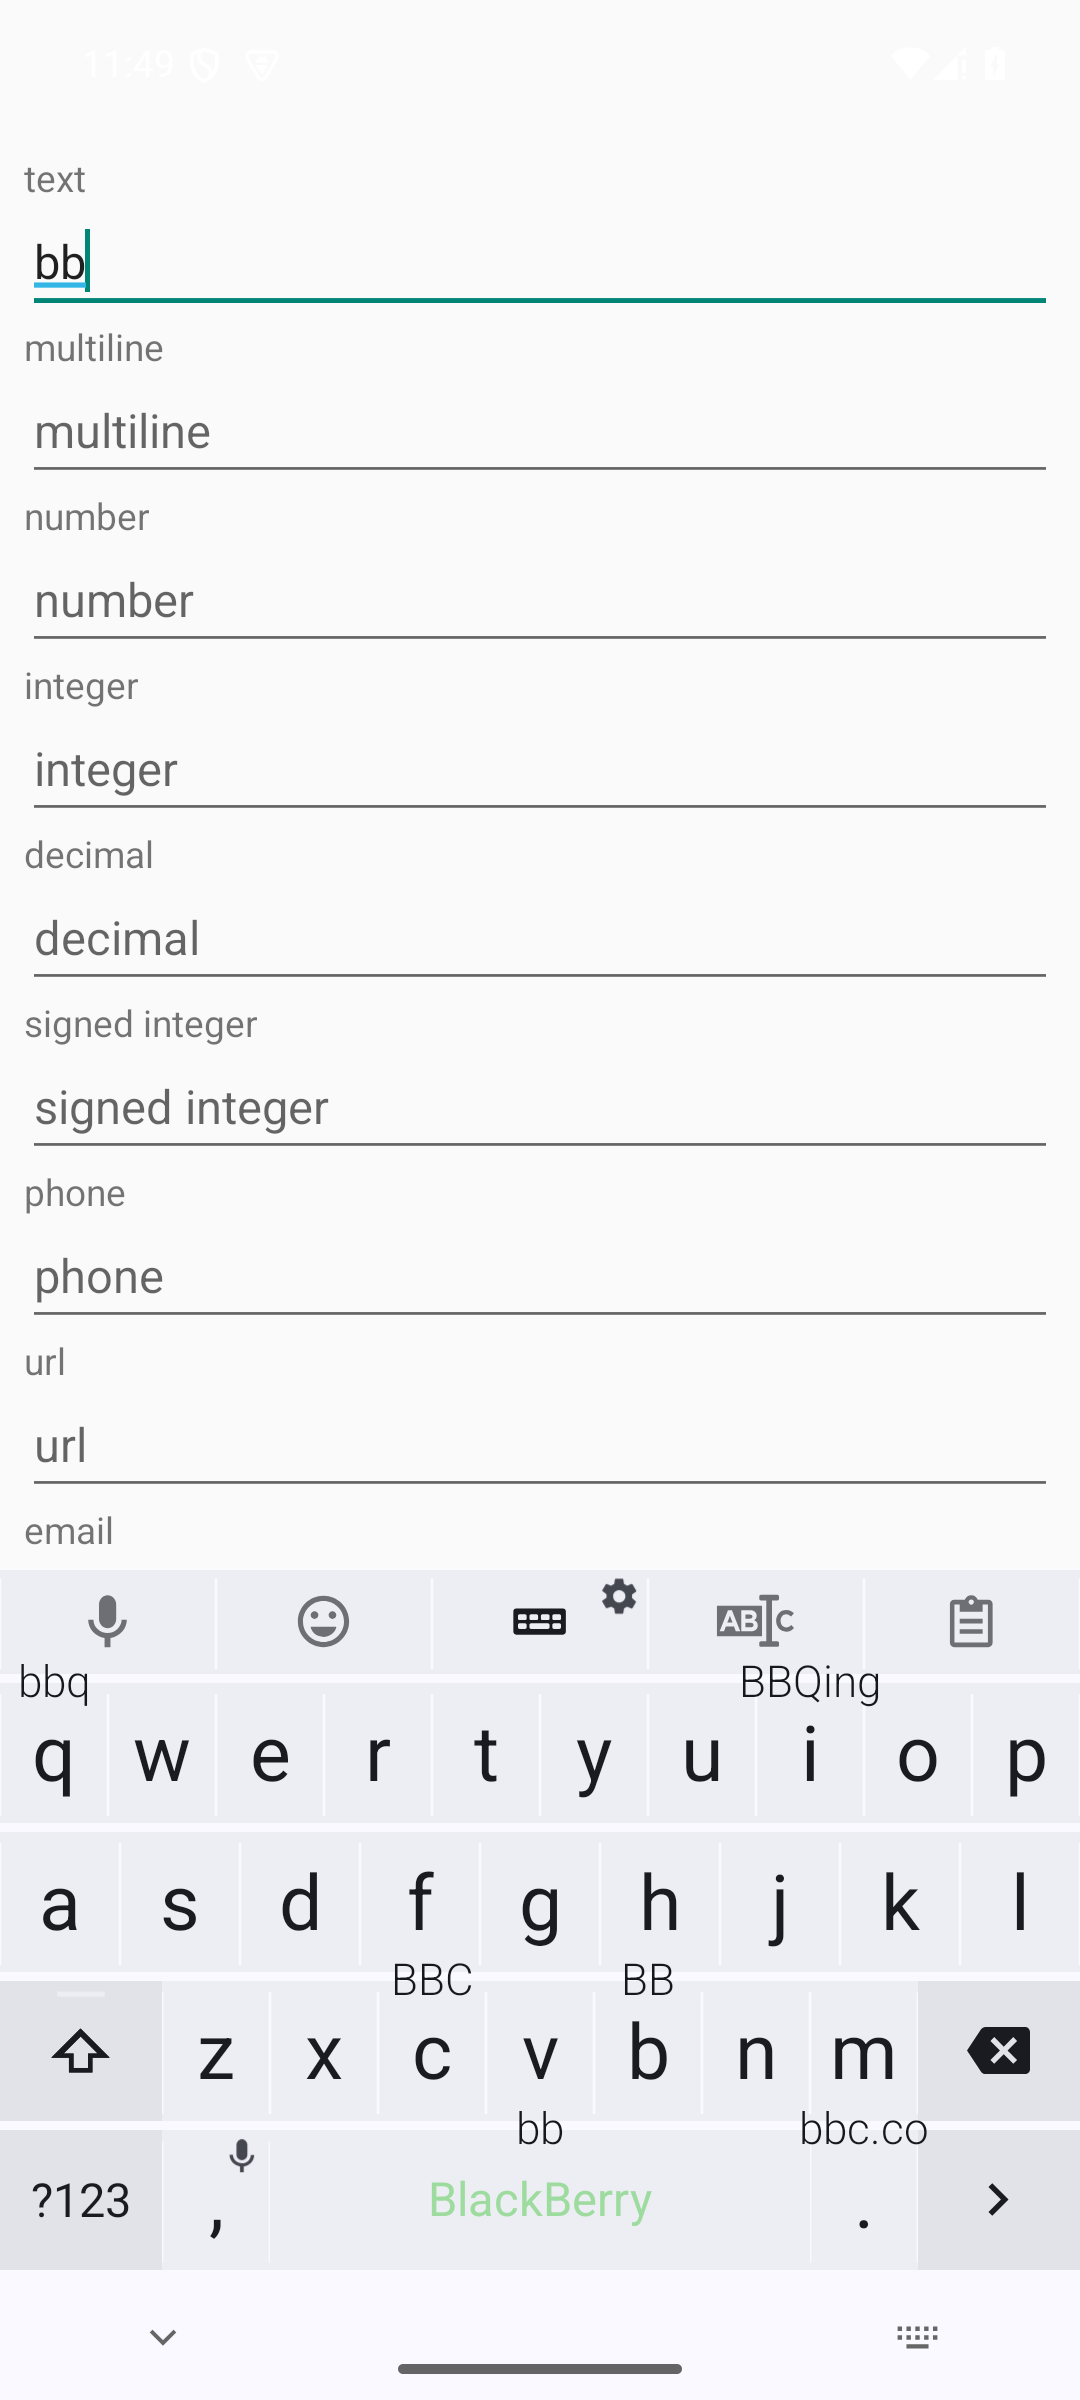 11:49
text
bb
multiline
multiline
number
number
integer
integer
decimal
decimal
signed integer
signed integer
phone
phone
url
url
email
ABC
bbq BBQing
q w e r t y u i o p
a s d f g h j k l
BBC BB
z x c v b n m
bb bbc.co
?123 , BlackBerry .